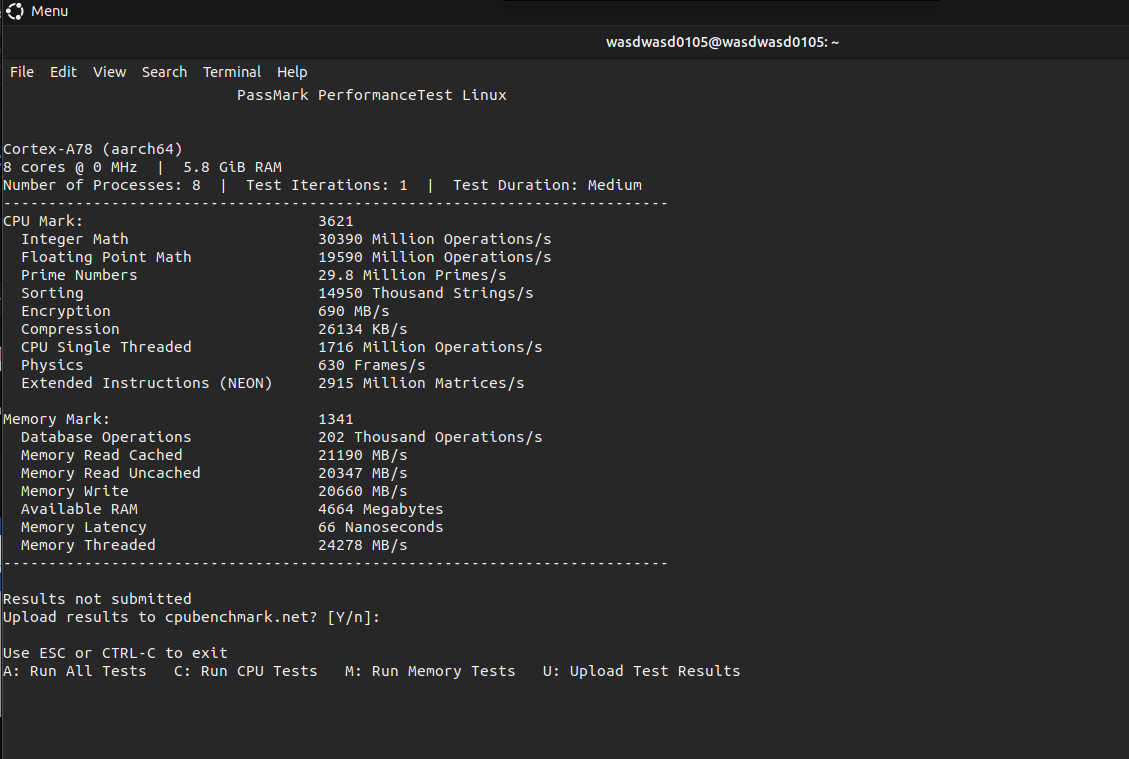 Menu
wasdwasd0105@wasdwasd0105: ~
File Edit View Search Terminal Help
PassMark PerformanceTest Linux
Cortex-A78 (aarch64)
8 cores @ 0 MHz | 5.8 GiB RAM
Number of Processes: 8 | Test Iterations: 1 | Test Duration: Medium
--------------------------------------------------------------------------
CPU Mark: 3621
Integer Math 30390 Million Operations/s
Floating Point Math 19590 Million Operations/s
Prime Numbers 29.8 Million Primes/s
Sorting 14950 Thousand Strings/s
Encryption 690 MB/s
Compression 26134 KB/s
CPU Single Threaded 1716 Million Operations/s
Physics 630 Frames/s
Extended Instructions (NEON) 2915 Million Matrices/s
Memory Mark: 1341
Database Operations 202 Thousand Operations/s
Memory Read Cached 21190 MB/s
Memory Read Uncached 20347 MB/s
Memory Write 20660 MB/s
Available RAM 4664 Megabytes
Memory Latency 66 Nanoseconds
Memory Threaded 24278 MB/s
--------------------------------------------------------------------------
Results not submitted
Upload results to cpubenchmark.net? [Y/n]:
Use ESC or CTRL-C to exit
A: Run All Tests C: Run CPU Tests M: Run Memory Tests U: Upload Test Results